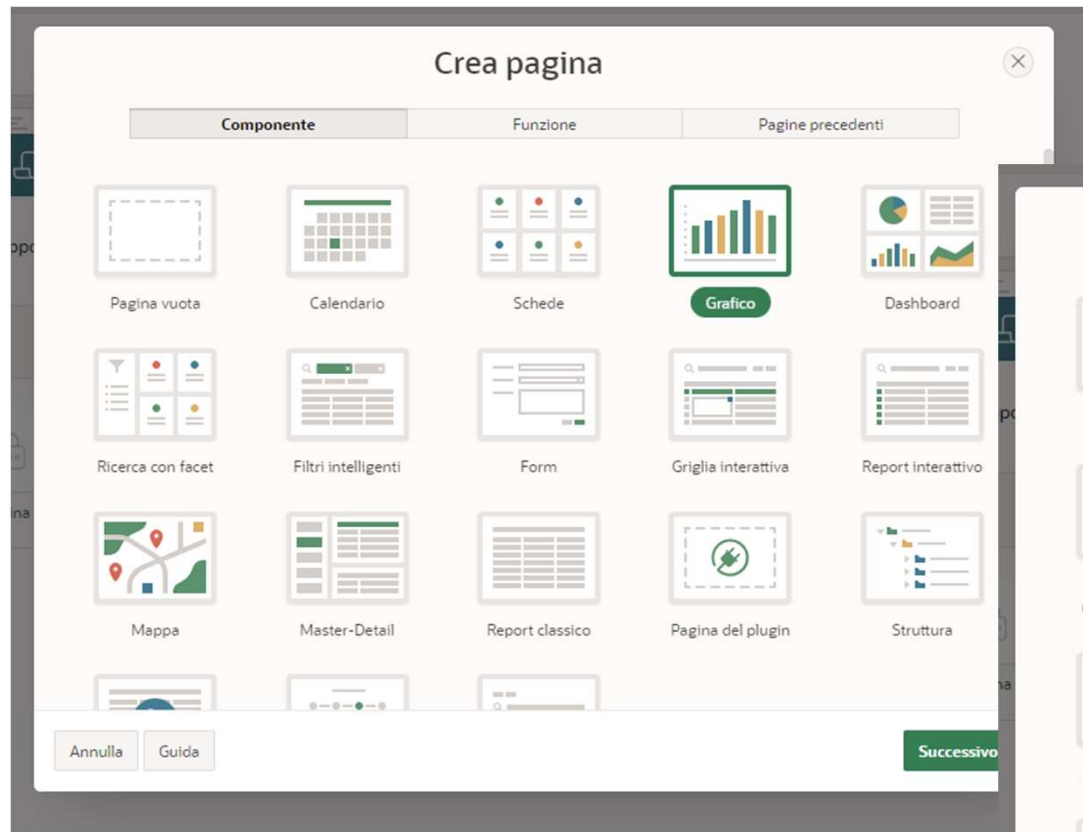 Crea pagina
Componente Funzione Pagine precedenti
Pagina vuota Calendario Schede Grafico Dashboard
Ricerca con facet Filtri intelligenti Form Griglia interattiva Report interattivo
Mappa Master-Detail Report classico Pagina del plugin Struttura
Annulla Guida Successivo